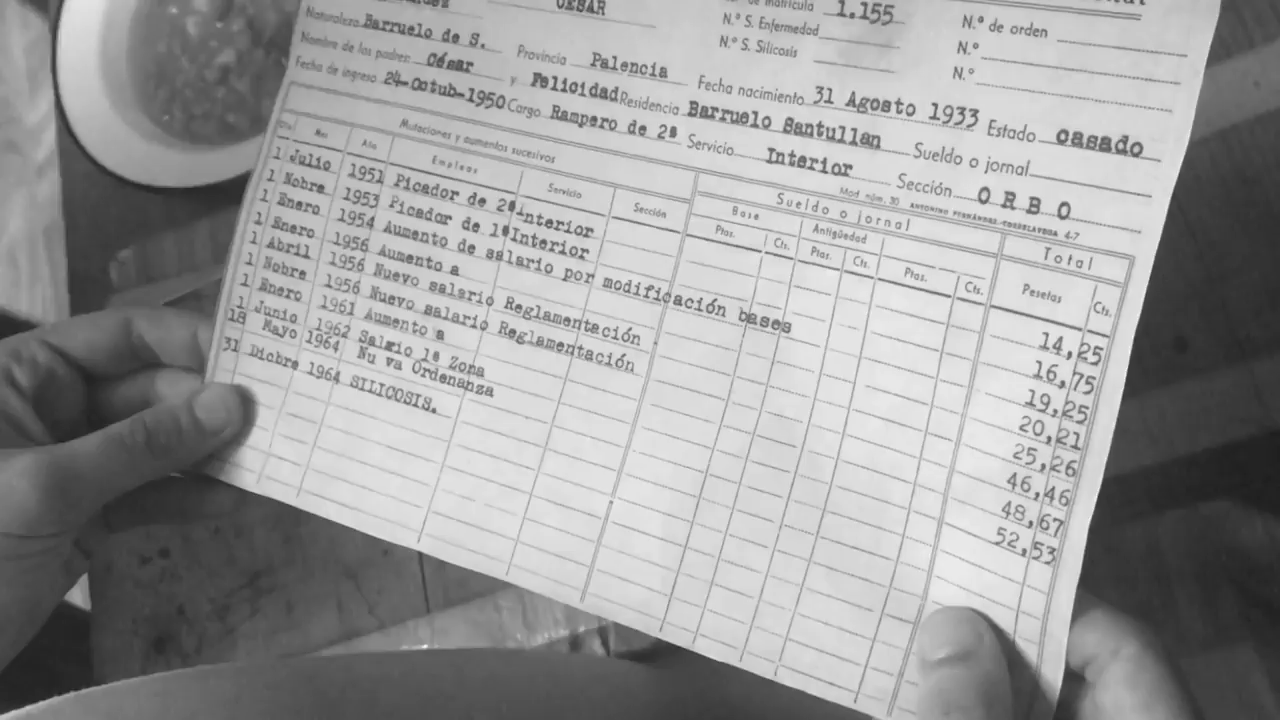 CESAR de matrícula 1.155 N.º de orden
Naturaleza Barruelo de S. Provincia Palencia N.º S. Enfermedad N.º
Nombre de los padres César y Felicidad N.º S. Silicosis N.º
Fecha de ingreso 24-Octub-1950 Residencia Barruelo Santullan Fecha nacimiento 31 Agosto 1933 Estado casado
Cargo Rampero de 2ª Servicio Interior Sueldo o jornal
Sección ORBO
Mod. núm. 30
Mutaciones y aumentos sucesivos Sueldo o jornal Total
Día Mes Año Empleos Servicio Sección Base Antigüedad Pesetas Cts.
Ptas. Cts. Ptas. Cts. Ptas. Cts.
1 Julio 1951 Picador de 2ª Interior 14,25
1 Nobre 1953 Picador de 1ª Interior 16,75
1 Enero 1954 Aumento de salario por modificación bases 19,25
1 Enero 1956 Aumento a 20,21
1 Abril 1956 Nuevo salario Reglamentación 25,26
1 Nobre 1956 Nuevo salario Reglamentación 46,46
1 Enero 1961 Aumento a 48,67
1 Junio 1962 Salrio 1ª Zona 52,53
18 Mayo 1964 Nu va Ordenanza
31 Dicbre 1964 SILICOSIS.